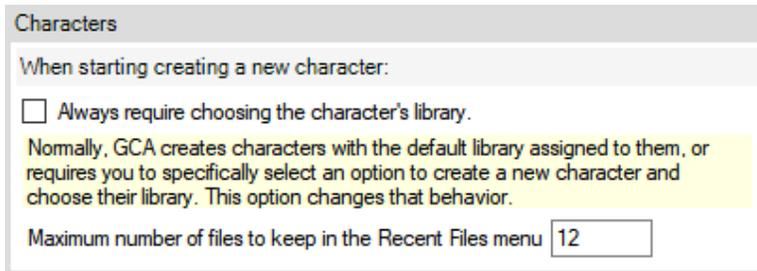 Characters
When starting creating a new character:
Always require choosing the character's library.
Normally, GCA creates characters with the default library assigned to them, or
requires you to specifically select an option to create a new character and
choose their library. This option changes that behavior.
Maximum number of files to keep in the Recent Files menu 12